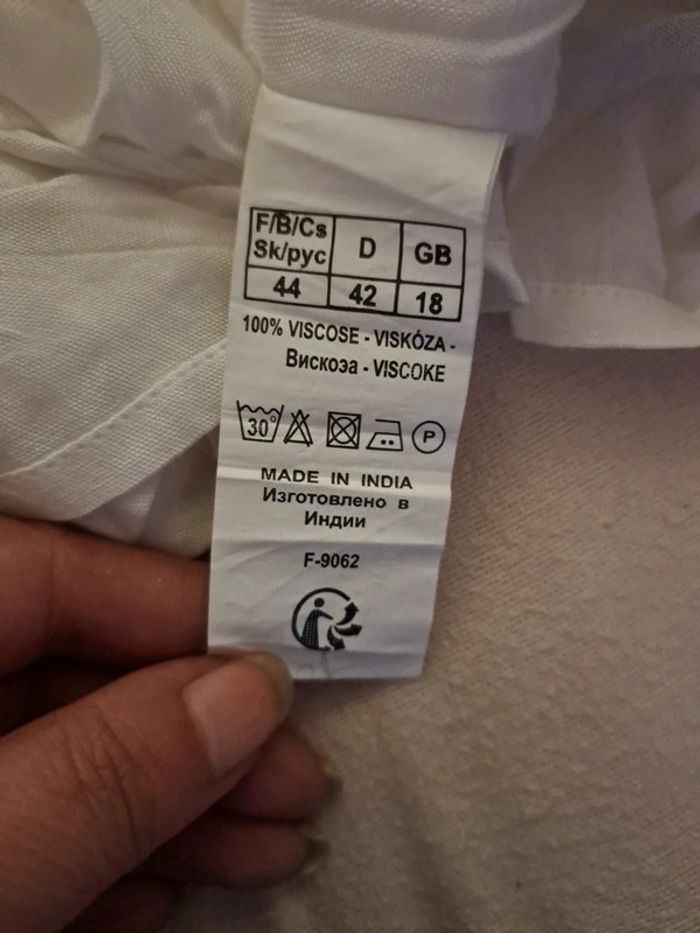 F/B/Cs D GB
Sk/рус
44 42 18
100% VISCOSE - VISKÓZA -
Вискоза - VISCOKE
30°
P
MADE IN INDIA
Изготовлено в
Индии
F-9062